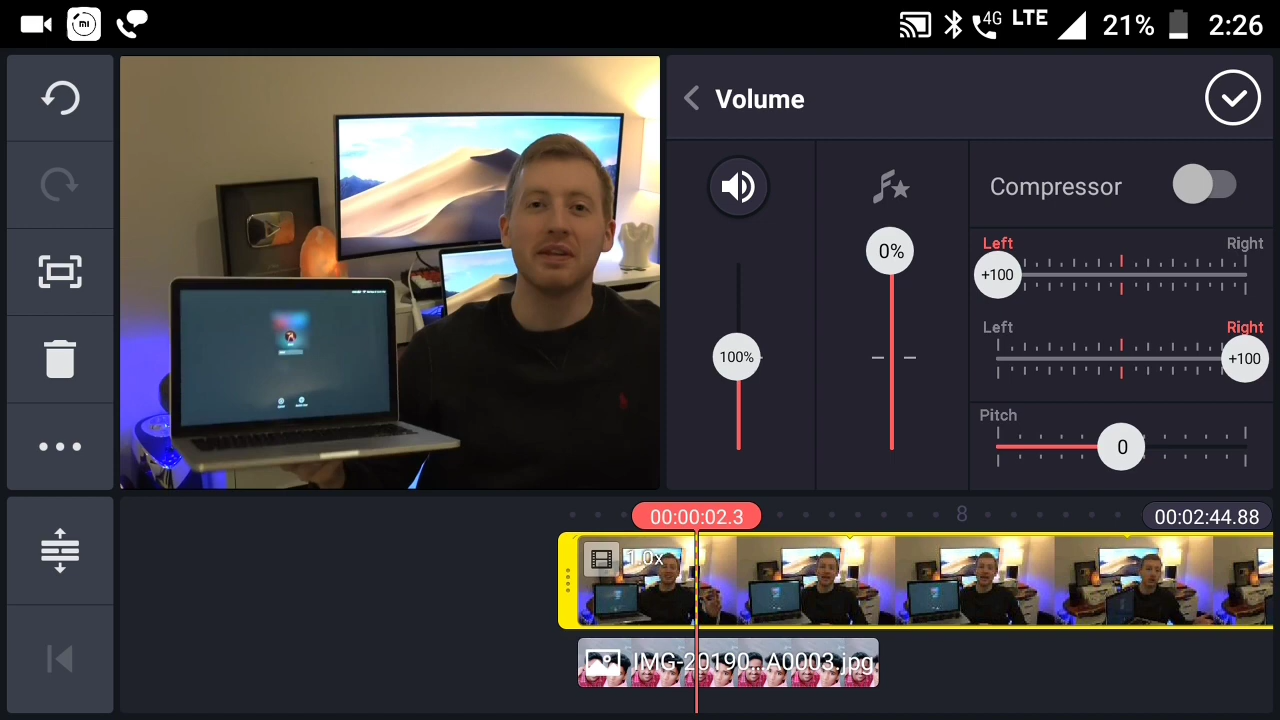 4G LTE 21% 2:26
Volume
Compressor
0%
100%
Left Right
+100
Left Right
+100
Pitch
0
00:00:02.3 8 00:02:44.88
1.0x
IMG-20190...A0003.jpg